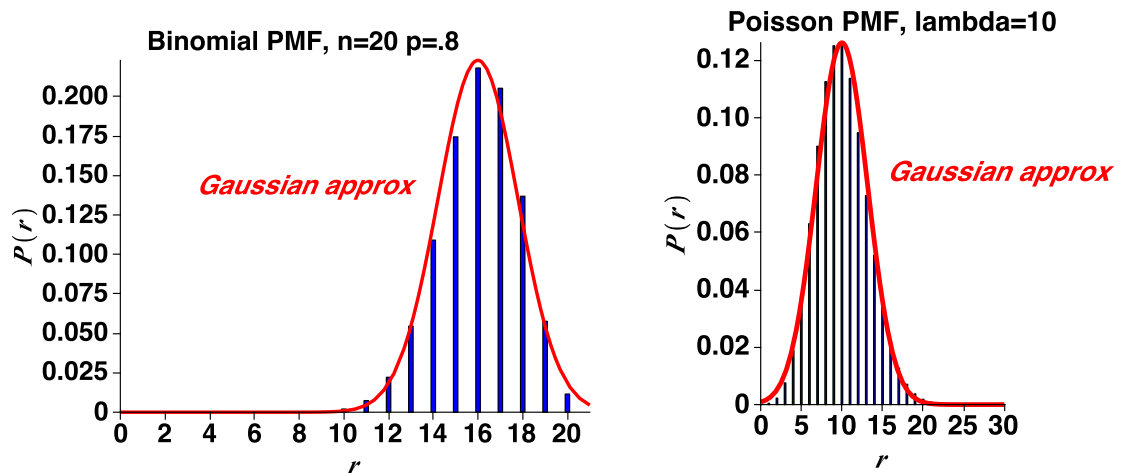 Binomial PMF, n=20 p=.8
0.200
0.175
0.150
0.125
0.100
0.075
0.050
0.025
0
P(r)
Gaussian approx
0 2 4 6 8 10 12 14 16 18 20
r
Poisson PMF, lambda=10
0.12
0.10
0.08
0.06
0.04
0.02
0
P(r)
Gaussian approx
0 5 10 15 20 25 30
r